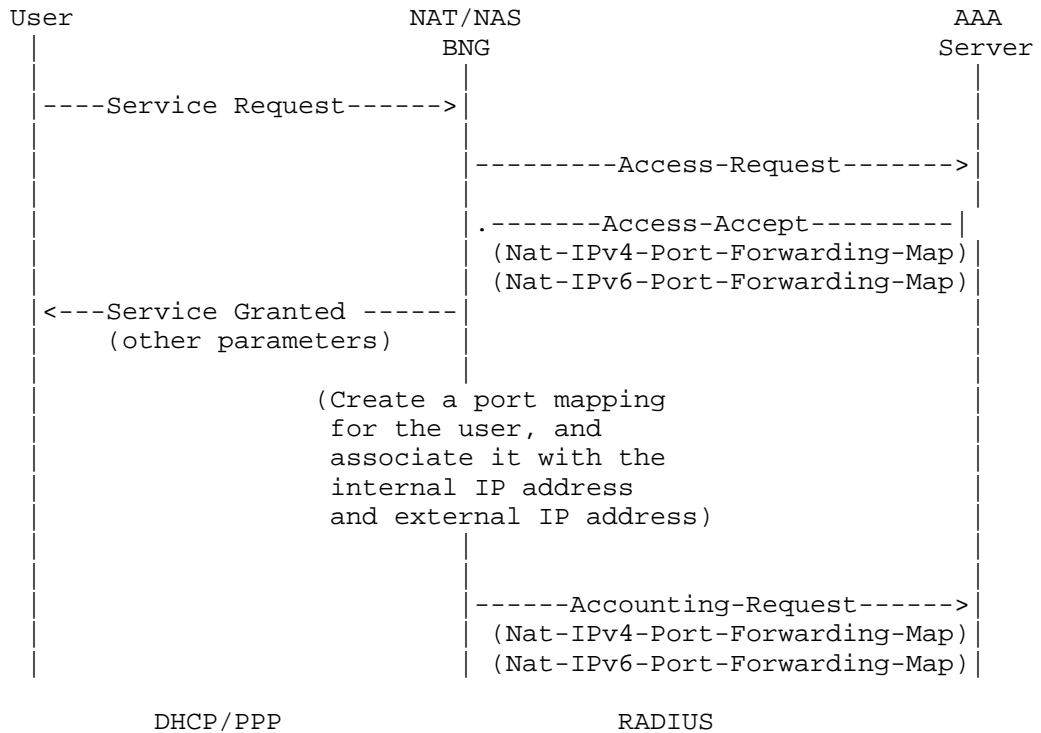 User NAT/NAS AAA
BNG Server
----Service Request------>
---------Access-Request------->
.-------Access-Accept---------
(Nat-IPv4-Port-Forwarding-Map)
(Nat-IPv6-Port-Forwarding-Map)
<---Service Granted ------
(other parameters)
(Create a port mapping
for the user, and
associate it with the
internal IP address
and external IP address)
------Accounting-Request------>
(Nat-IPv4-Port-Forwarding-Map)
(Nat-IPv6-Port-Forwarding-Map)
DHCP/PPP RADIUS